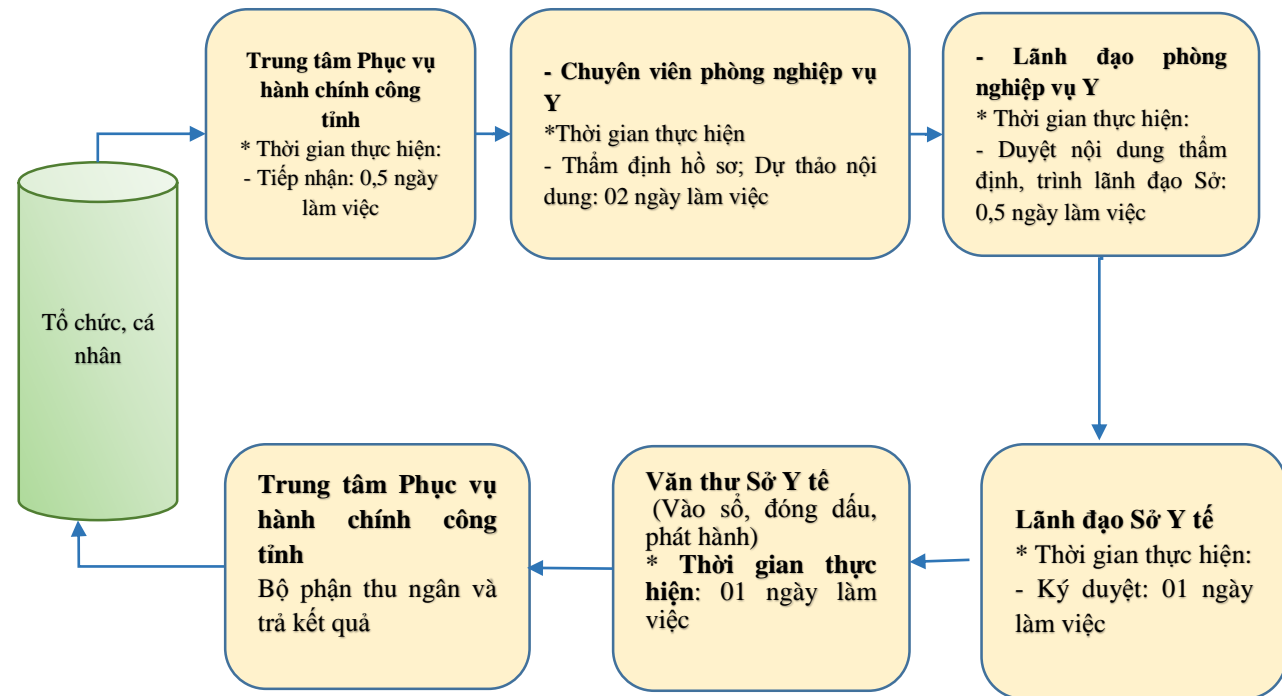 Trung tâm Phục vụ
hành chính công
tỉnh
* Thời gian thực hiện:
- Tiếp nhận: 0,5 ngày
làm việc
- Chuyên viên phòng nghiệp vụ
Y
*Thời gian thực hiện
- Thẩm định hồ sơ; Dự thảo nội
dung: 02 ngày làm việc
- Lãnh đạo phòng
nghiệp vụ Y
* Thời gian thực hiện:
- Duyệt nội dung thẩm
định, trình lãnh đạo Sở:
0,5 ngày làm việc
Tổ chức, cá
nhân
Trung tâm Phục vụ
hành chính công
tỉnh
Bộ phận thu ngân và
trả kết quả
Văn thư Sở Y tế
(Vào sổ, đóng dấu,
phát hành)
* Thời gian thực
hiện: 01 ngày làm
việc
Lãnh đạo Sở Y tế
* Thời gian thực hiện:
- Ký duyệt: 01 ngày
làm việc